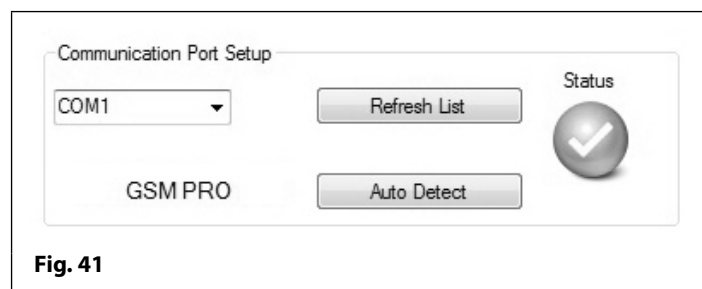 Communication Port Setup
Status
COM1
Refresh List
GSM PRO
Auto Detect
Fig. 41